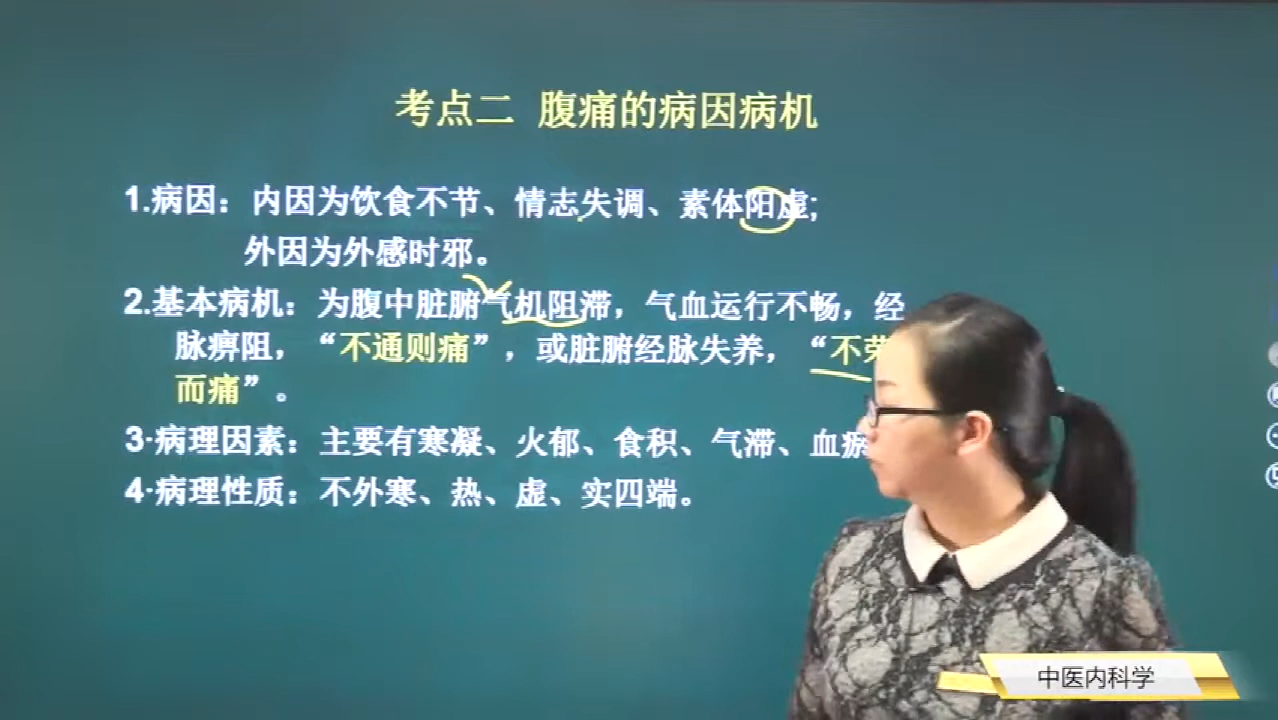 考点二 腹痛的病因病机
1.病因：内因为饮食不节、情志失调、素体阳虚;
外因为外感时邪。
2.基本病机：为腹中脏腑气机阻滞，气血运行不畅，经
脉痹阻，“不通则痛”，或脏腑经脉失养，“不荣
而痛”。
3·病理因素：主要有寒凝、火郁、食积、气滞、血瘀
4·病理性质：不外寒、热、虚、实四端。
中医内科学